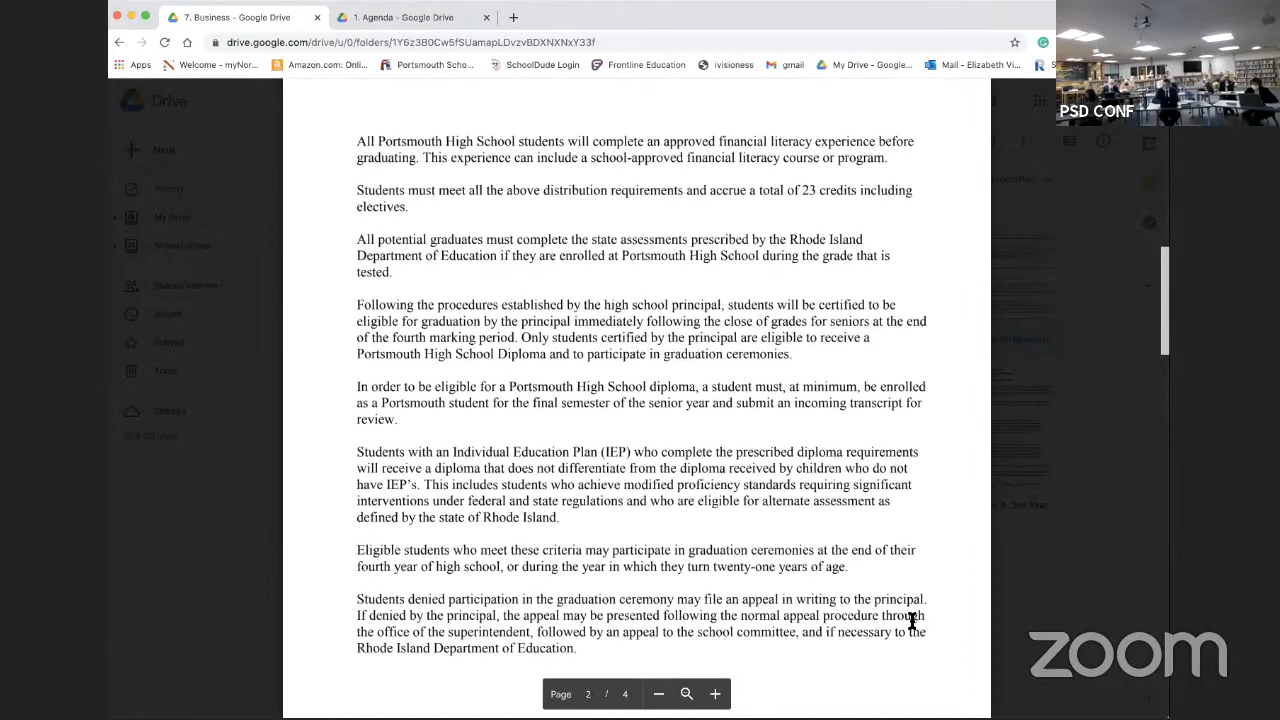 7. Business - Google Drive
1. Agenda - Google Drive
drive.google.com/drive/u/0/folders/1Y6z3B0Cw5fSUamapLDvzvBDXNXNxY33f
Apps
Welcome - myNor...
Amazon.com: Onli...
Portsmouth Scho...
SchoolDude Login
Frontline Education
ivisioness
gmail
My Drive - Google...
Mail - Elizabeth Vi...
PSD CONF
Drive
New
Priority
My Drive
Shared drives
Shared with me
Recent
Starred
Trash
Storage
All Portsmouth High School students will complete an approved financial literacy experience before
graduating. This experience can include a school-approved financial literacy course or program.
Students must meet all the above distribution requirements and accrue a total of 23 credits including
electives.
All potential graduates must complete the state assessments prescribed by the Rhode Island
Department of Education if they are enrolled at Portsmouth High School during the grade that is
tested.
Following the procedures established by the high school principal, students will be certified to be
eligible for graduation by the principal immediately following the close of grades for seniors at the end
of the fourth marking period. Only students certified by the principal are eligible to receive a
Portsmouth High School Diploma and to participate in graduation ceremonies.
In order to be eligible for a Portsmouth High School diploma, a student must, at minimum, be enrolled
as a Portsmouth student for the final semester of the senior year and submit an incoming transcript for
review.
Students with an Individual Education Plan (IEP) who complete the prescribed diploma requirements
will receive a diploma that does not differentiate from the diploma received by children who do not
have IEP's. This includes students who achieve modified proficiency standards requiring significant
interventions under federal and state regulations and who are eligible for alternate assessment as
defined by the state of Rhode Island.
Eligible students who meet these criteria may participate in graduation ceremonies at the end of their
fourth year of high school, or during the year in which they turn twenty-one years of age.
Students denied participation in the graduation ceremony may file an appeal in writing to the principal.
If denied by the principal, the appeal may be presented following the normal appeal procedure through
the office of the superintendent, followed by an appeal to the school committee, and if necessary to the
Rhode Island Department of Education.
Page 2 / 4
zoom